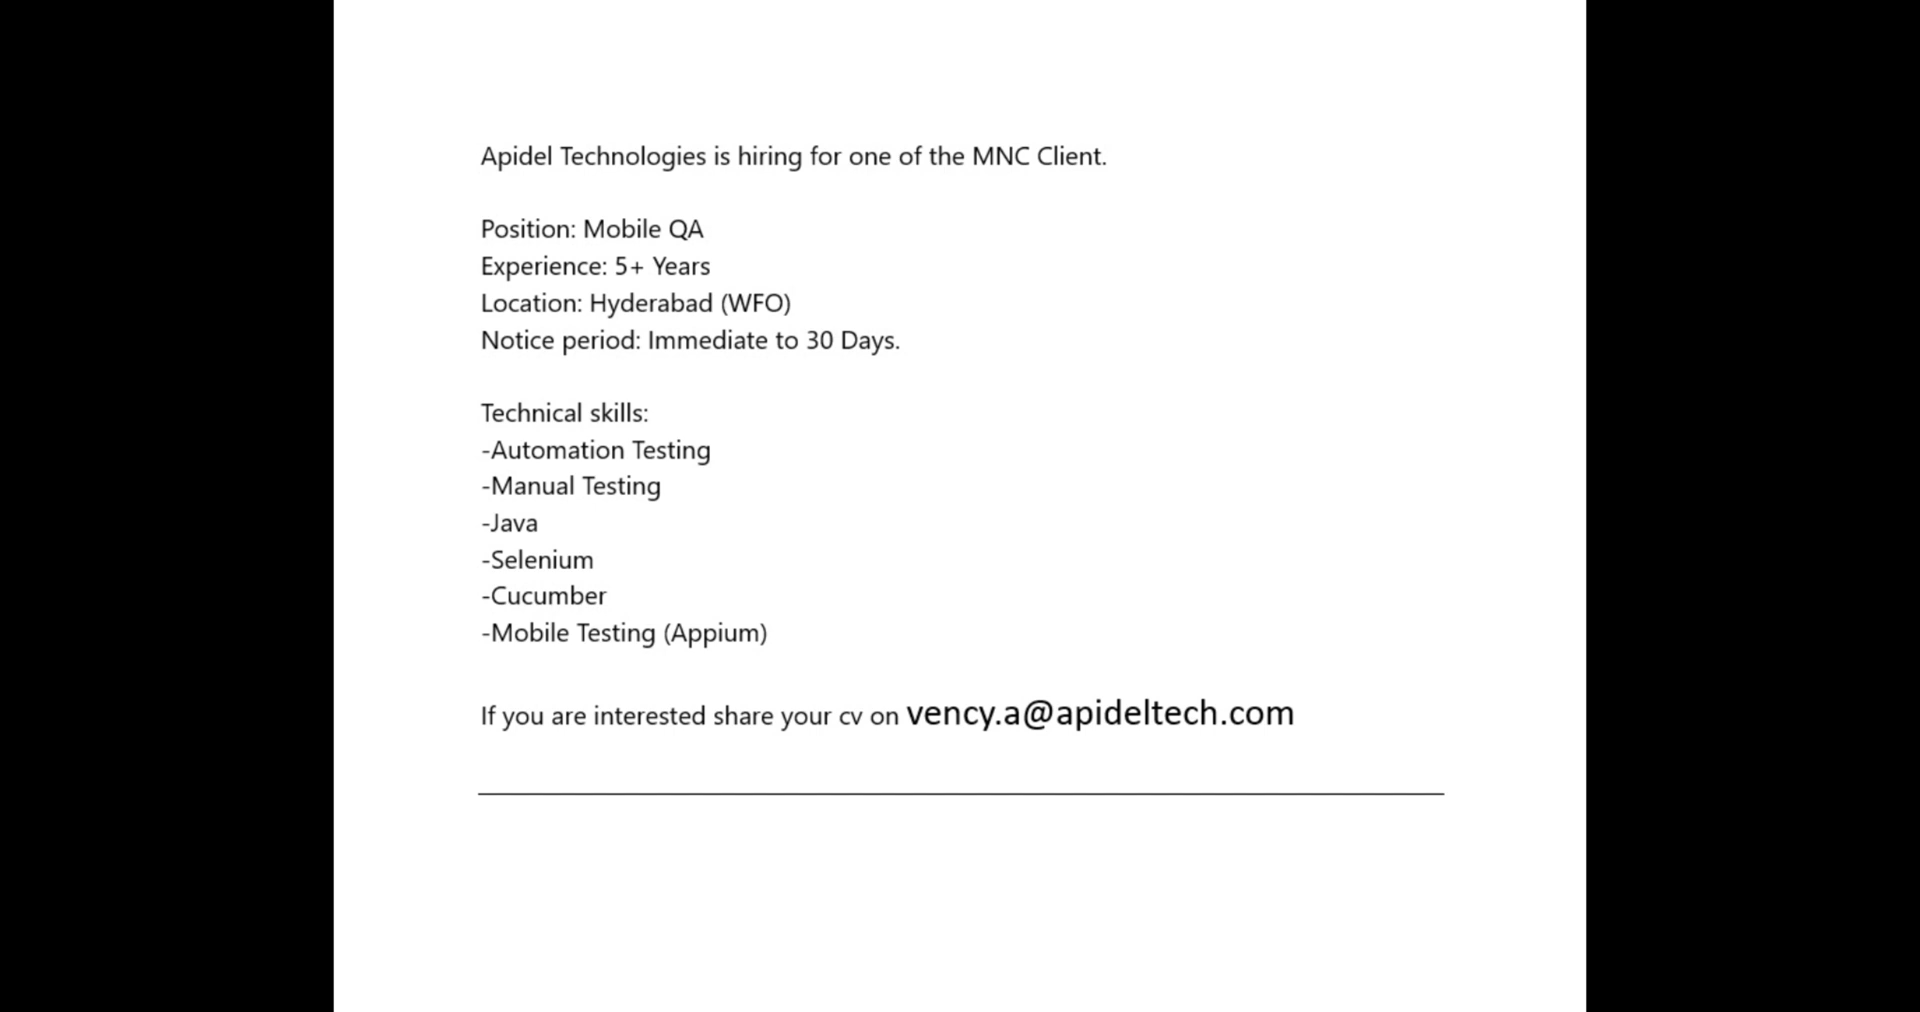 Apidel Technologies is hiring for one of the MNC Client.
Position: Mobile QA
Experience: 5+ Years
Location: Hyderabad (WFO)
Notice period: Immediate to 30 Days.
Technical skills:
-Automation Testing
-Manual Testing
-Java
-Selenium
-Cucumber
-Mobile Testing (Appium)
If you are interested share your cv on vency.a@apideltech.com